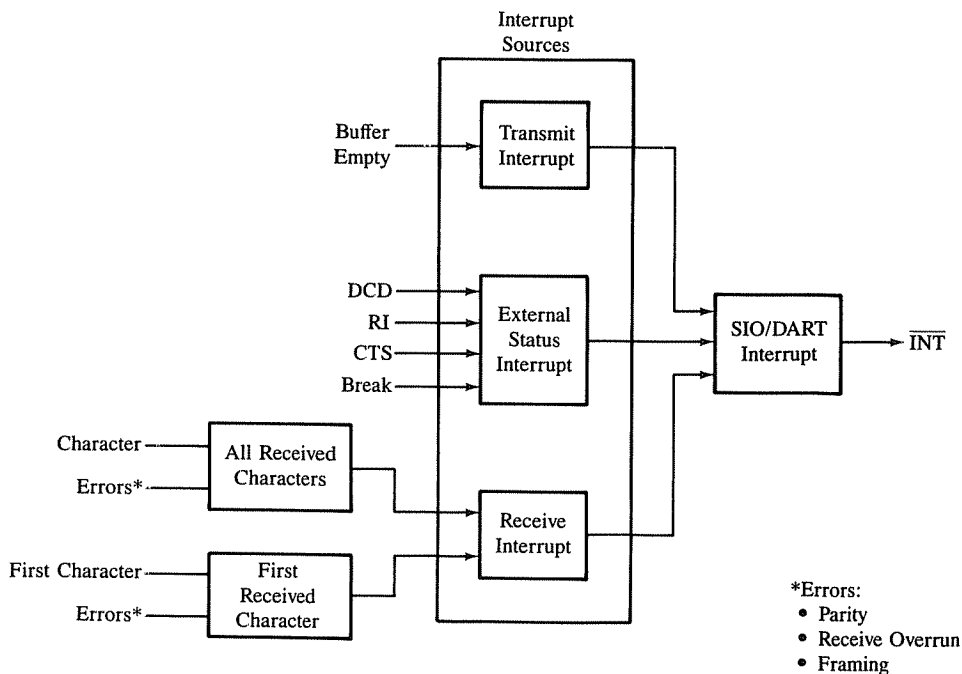 Interrupt
Sources
Buffer
Empty
Transmit
Interrupt
DCD
RI
CTS
Break
External
Status
Interrupt
SIO/DART
Interrupt
INT
Character
Errors*
All Received
Characters
Receive
Interrupt
First Character
Errors*
First
Received
Character
*Errors:
• Parity
• Receive Overrun
• Framing